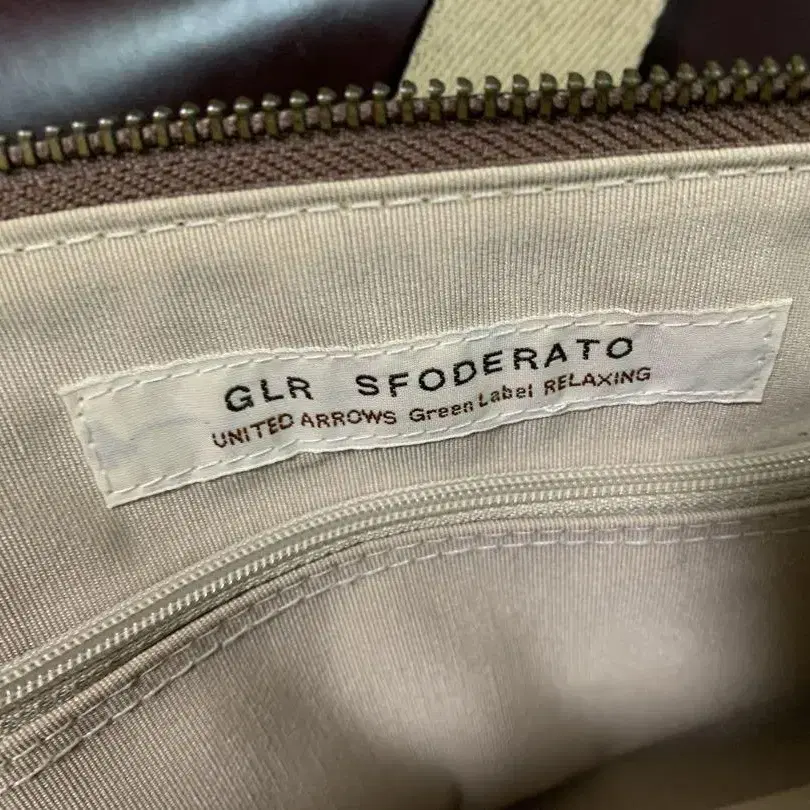 GLR SFODERATO
UNITED ARROWS Green Label RELAXING